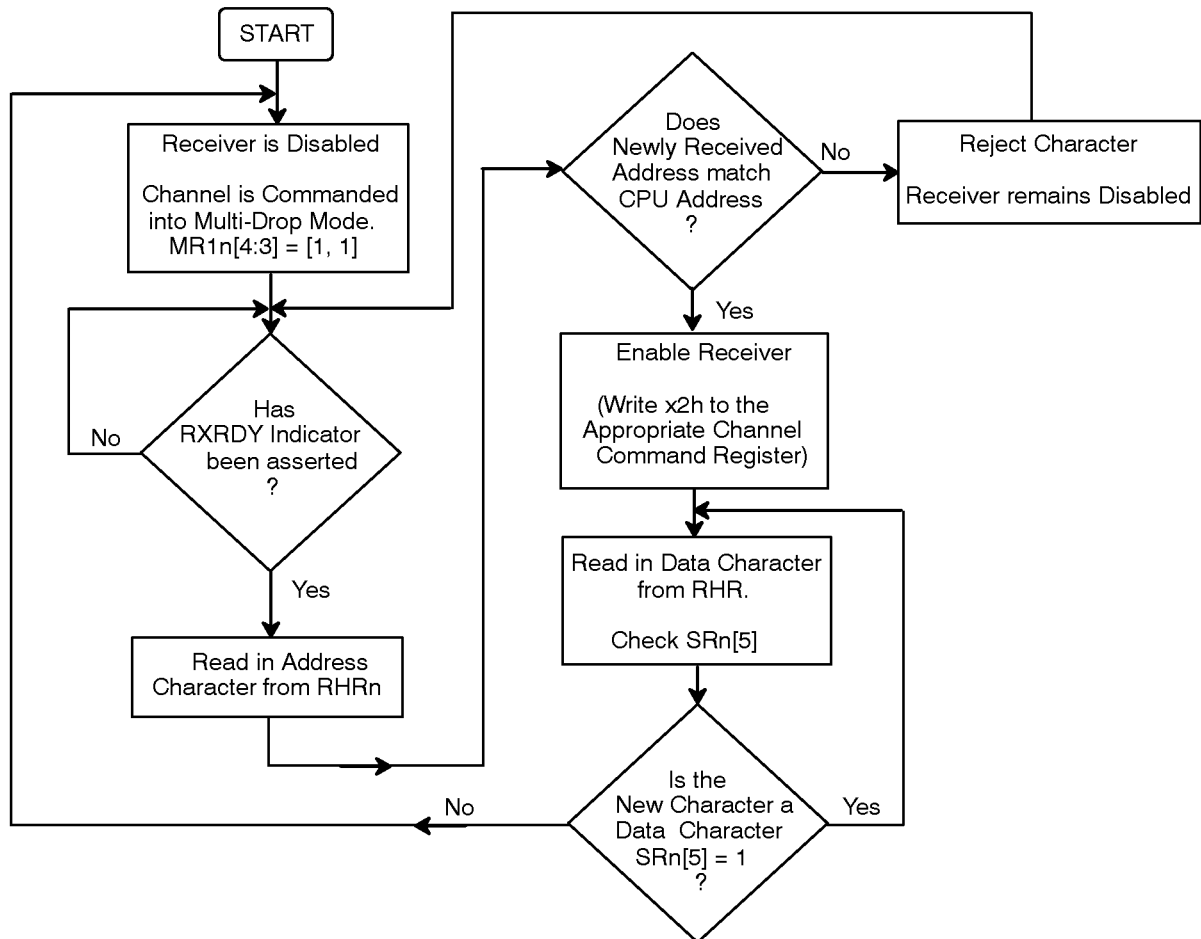 START
Receiver is Disabled
Channel is Commanded
into Multi-Drop Mode.
MR1n[4:3] = [1, 1]
Has
RXRDY Indicator
been asserted
?
No
Yes
Read in Address
Character from RHRn
Does
Newly Received
Address match
CPU Address
?
No
Reject Character
Receiver remains Disabled
Yes
Enable Receiver
(Write x2h to the
Appropriate Channel
Command Register)
Read in Data Character
from RHR.
Check SRn[5]
Is the
New Character a
Data Character
SRn[5] = 1
?
Yes
No